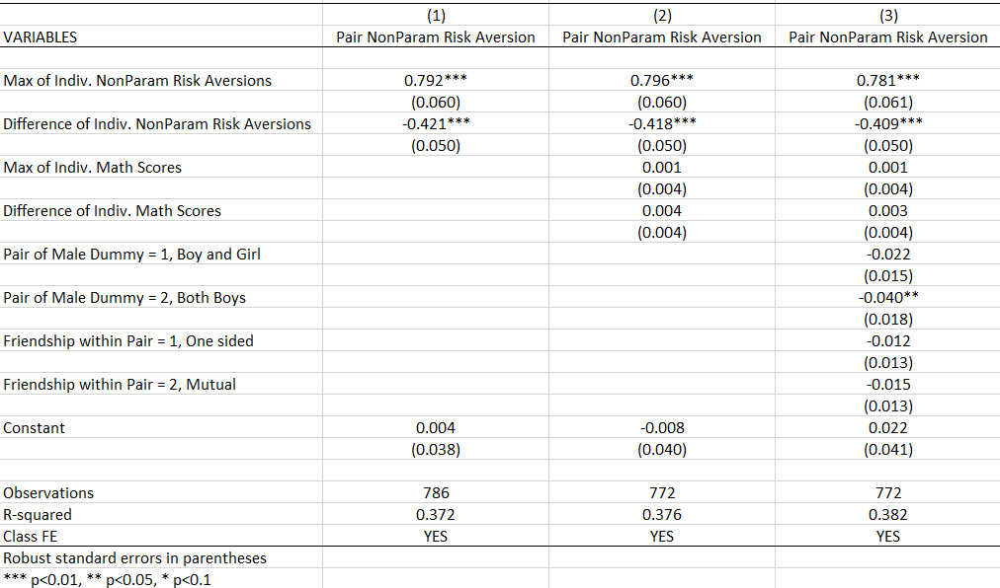 (1) (2) (3)
VARIABLES Pair NonParam Risk Aversion Pair NonParam Risk Aversion Pair NonParam Risk Aversion
Max of Indiv. NonParam Risk Aversions 0.792*** 0.796*** 0.781***
(0.060) (0.060) (0.061)
Difference of Indiv. NonParam Risk Aversions -0.421*** -0.418*** -0.409***
(0.050) (0.050) (0.050)
Max of Indiv. Math Scores 0.001 0.001
(0.004) (0.004)
Difference of Indiv. Math Scores 0.004 0.003
(0.004) (0.004)
Pair of Male Dummy = 1, Boy and Girl -0.022
(0.015)
Pair of Male Dummy = 2, Both Boys -0.040**
(0.018)
Friendship within Pair = 1, One sided -0.012
(0.013)
Friendship within Pair = 2, Mutual -0.015
(0.013)
Constant 0.004 -0.008 0.022
(0.038) (0.040) (0.041)
Observations 786 772 772
R-squared 0.372 0.376 0.382
Class FE YES YES YES
Robust standard errors in parentheses
*** p<0.01, ** p<0.05, * p<0.1